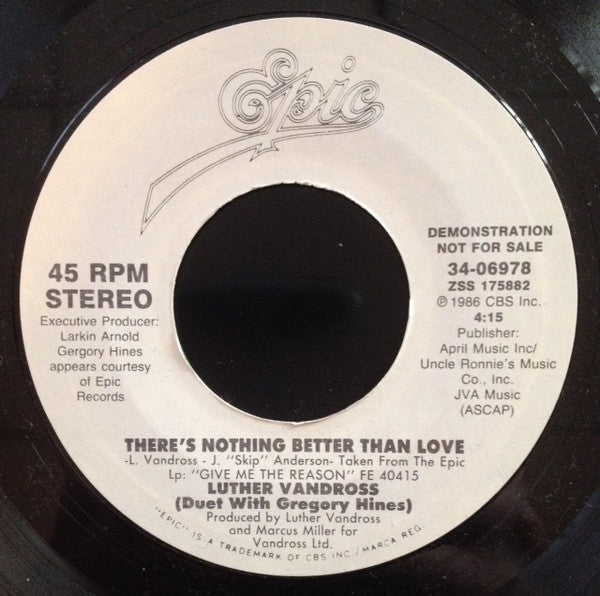 Epic
DEMONSTRATION
NOT FOR SALE
45 RPM
STEREO
Executive Producer:
Larkin Arnold
Gergory Hines
appears courtesy
of Epic
Records
34-06978
ZSS 175882
℗ 1986 CBS Inc.
4:15
Publisher:
April Music Inc/
Uncle Ronnie's Music
Co., Inc.
JVA Music
(ASCAP)
THERE'S NOTHING BETTER THAN LOVE
-L. Vandross - J. "Skip" Anderson- Taken From The Epic
Lp: "GIVE ME THE REASON" FE 40415
LUTHER VANDROSS
(Duet With Gregory Hines)
Produced by Luther Vandross
and Marcus Miller for
Vandross Ltd.
"EPIC" IS A TRADEMARK OF CBS INC / MARCA REG.